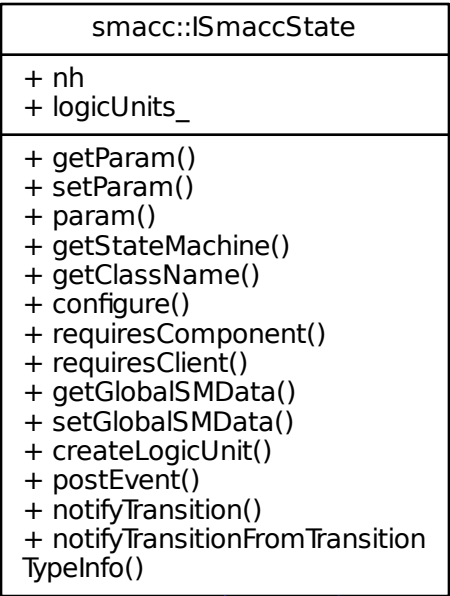 smacc::ISmaccState
+ nh
+ logicUnits_
+ getParam()
+ setParam()
+ param()
+ getStateMachine()
+ getClassName()
+ configure()
+ requiresComponent()
+ requiresClient()
+ getGlobalSMData()
+ setGlobalSMData()
+ createLogicUnit()
+ postEvent()
+ notifyTransition()
+ notifyTransitionFromTransition
TypeInfo()